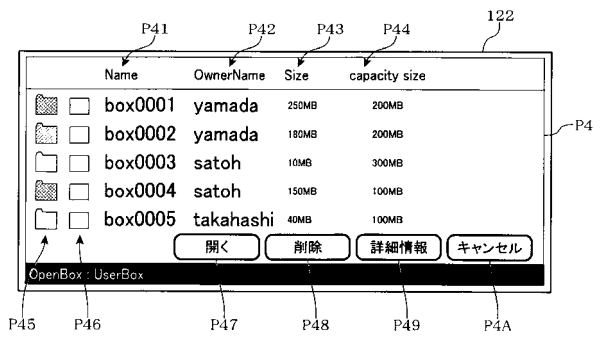 122
P41 P42 P43 P44
Name OwnerName Size capacity size
box0001 yamada 250MB 200MB
P4
box0002 yamada 180MB 200MB
box0003 satoh 10MB 300MB
box0004 satoh 150MB 100MB
box0005 takahashi 40MB 100MB
開く 削除 詳細情報 キャンセル
OpenBox : UserBox
P45 P46 P47 P48 P49 P4A